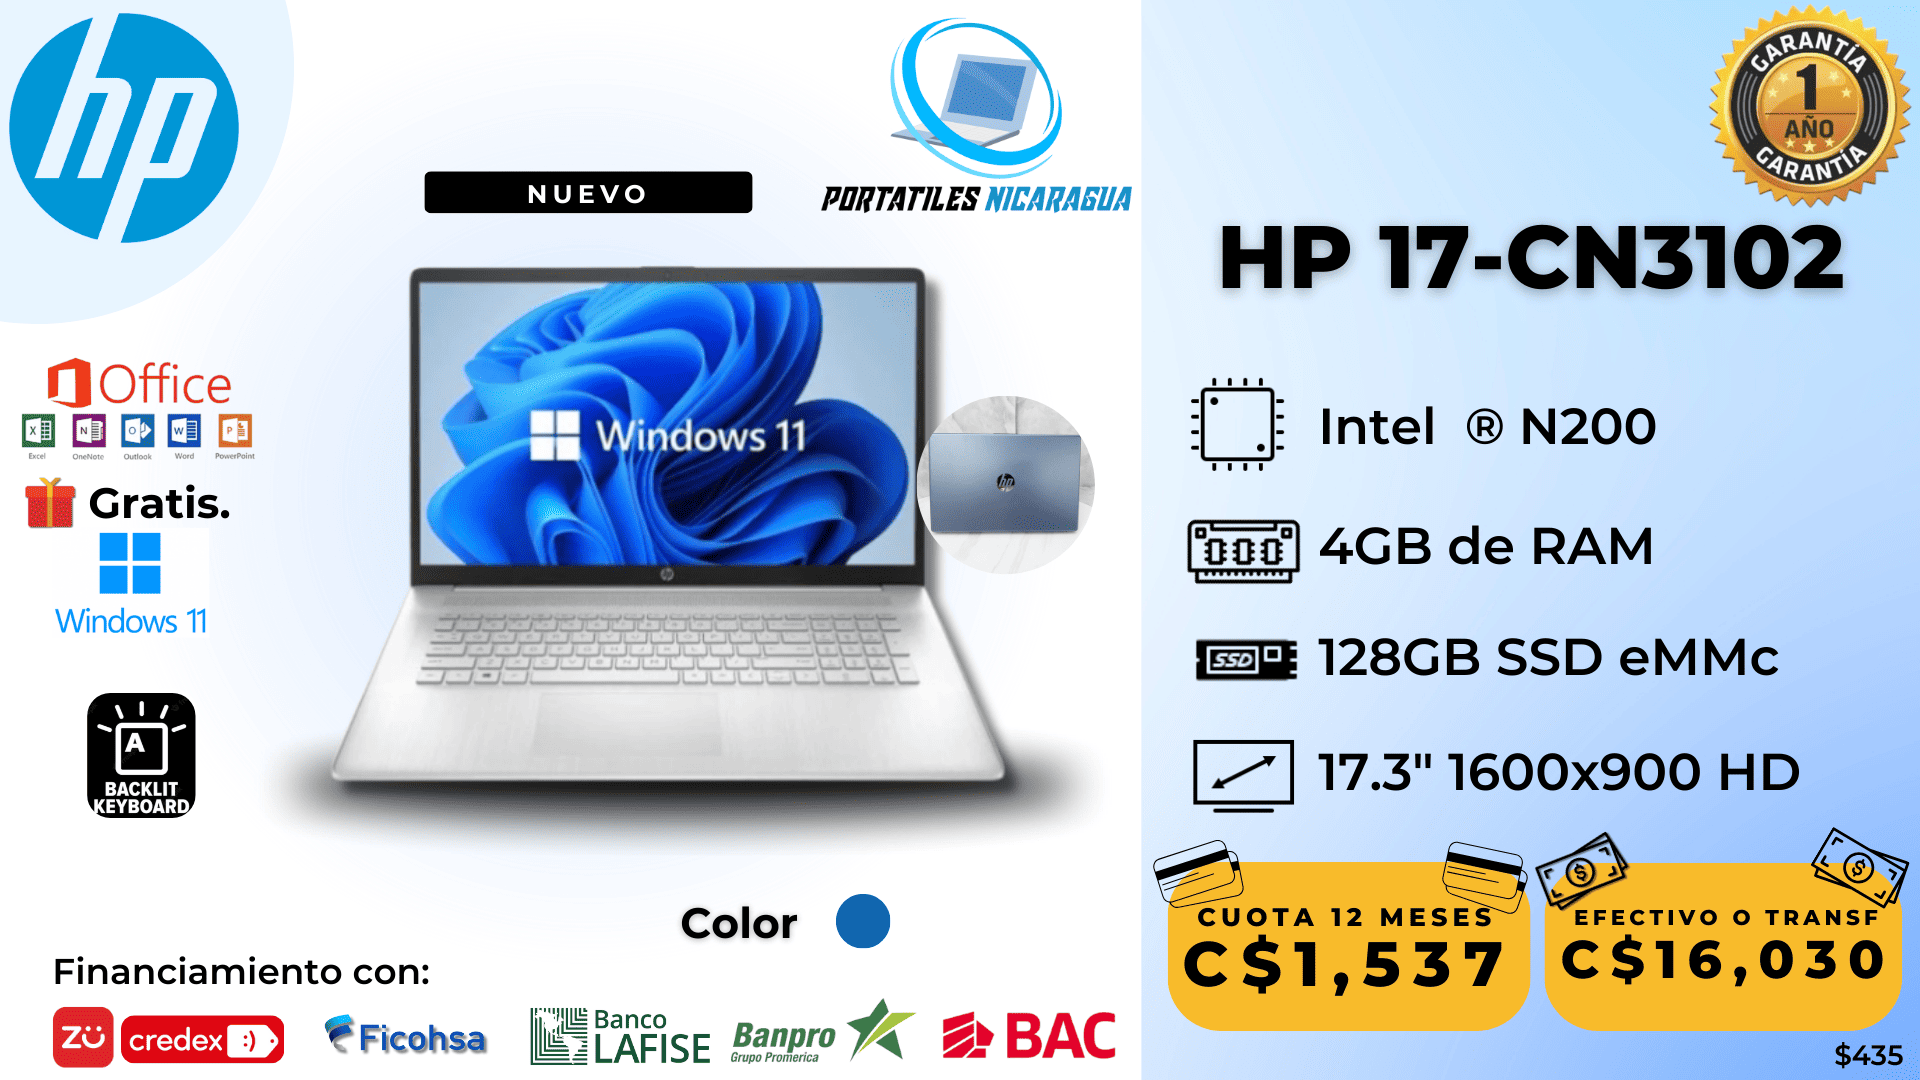 hp
NUEVO
PORTATILES NICARAGUA
Windows 11
hp
hp
Office
Excel
OneNote
Outlook
Word
PowerPoint
Gratis.
Windows 11
A
BACKLIT
KEYBOARD
Color
Financiamiento con:
zū
credex :)
Ficohsa
Banco
LAFISE
Banpro
Grupo Promerica
BAC
GARANTÍA
1
AÑO
GARANTÍA
HP 17-CN3102
Intel ® N200
4GB de RAM
SSD
128GB SSD eMMc
17.3" 1600x900 HD
CUOTA 12 MESES
C$1,537
EFECTIVO O TRANSF
C$16,030
$435